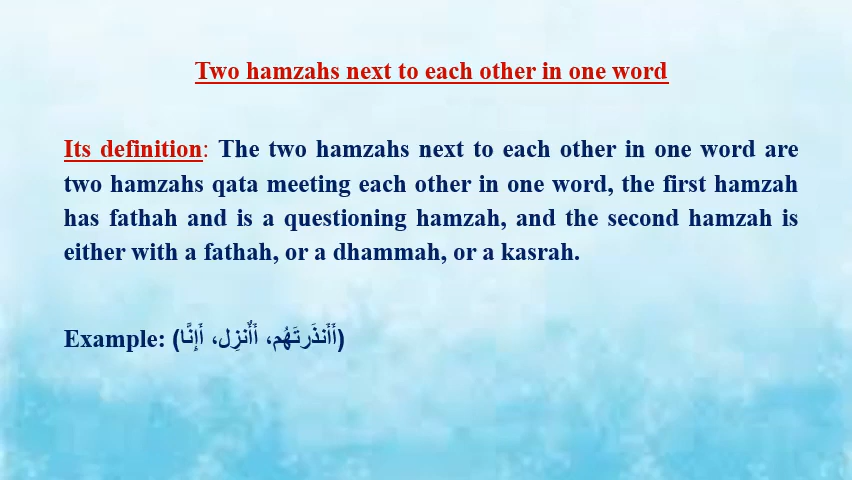 Two hamzahs next to each other in one word
Its definition: The two hamzahs next to each other in one word are
two hamzahs qata meeting each other in one word, the first hamzah
has fathah and is a questioning hamzah, and the second hamzah is
either with a fathah, or a dhammah, or a kasrah.
Example: (أَأَنذَرتَهُم، أَأُنزِل، أَإِنَّا)